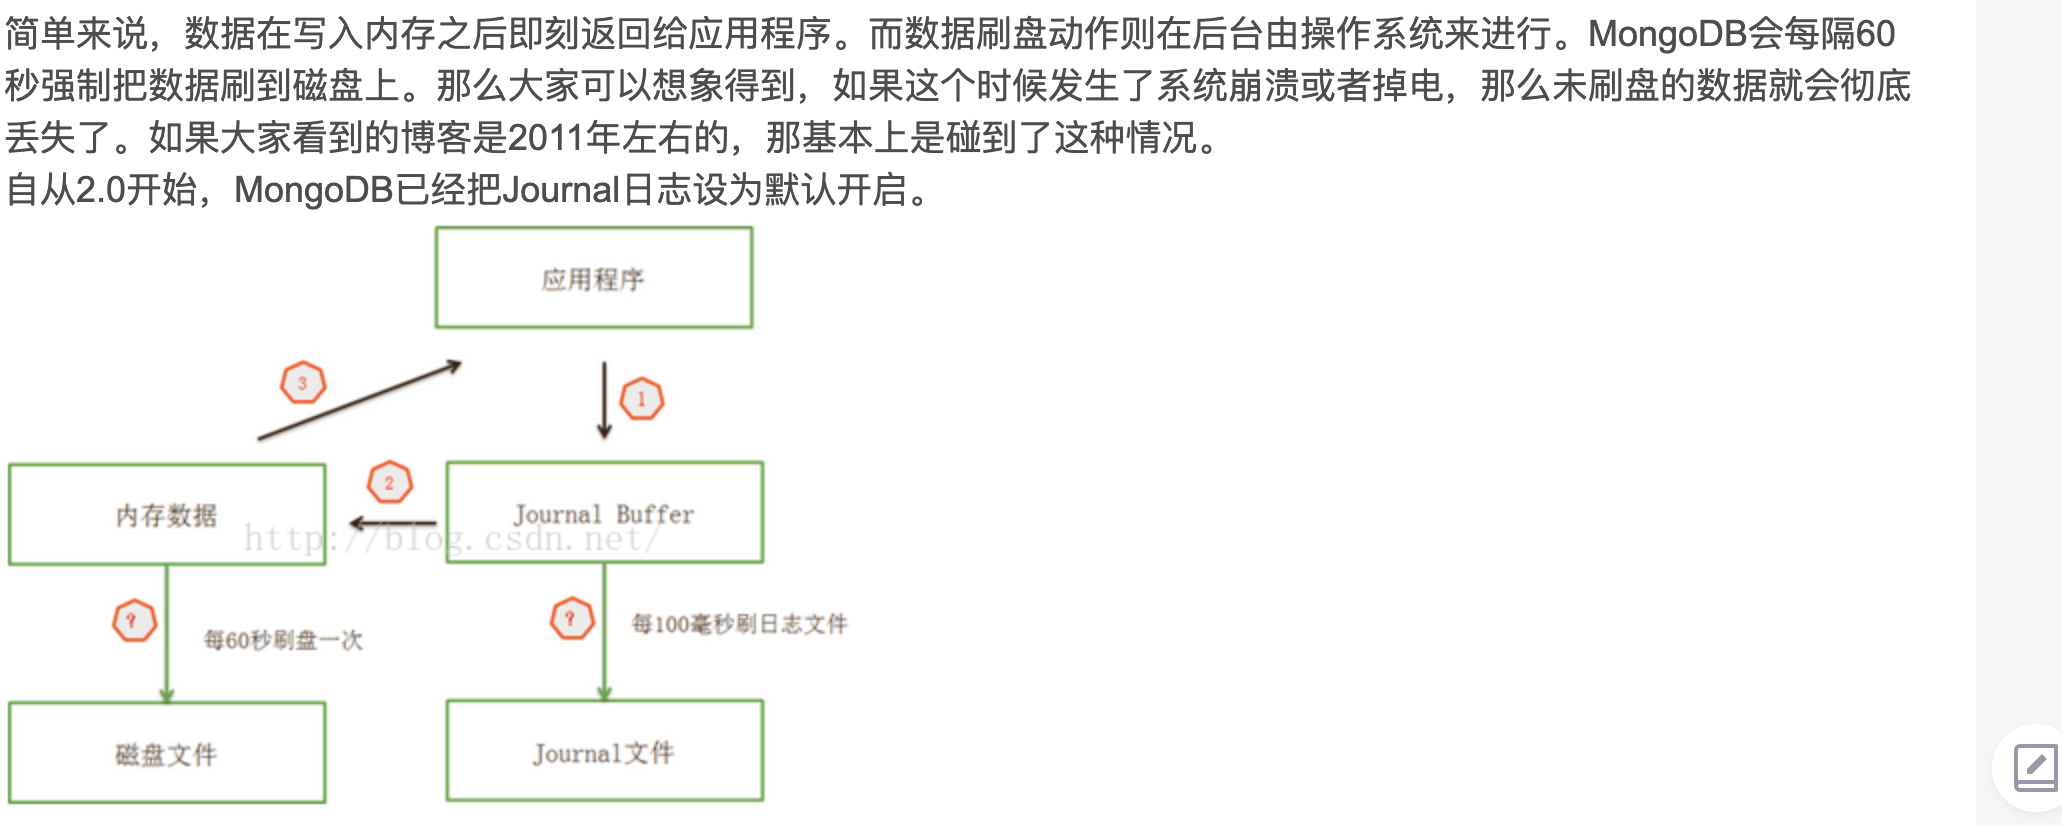 简单来说，数据在写入内存之后即刻返回给应用程序。而数据刷盘动作则在后台由操作系统来进行。MongoDB会每隔60
秒强制把数据刷到磁盘上。那么大家可以想象得到，如果这个时候发生了系统崩溃或者掉电，那么未刷盘的数据就会彻底
丢失了。如果大家看到的博客是2011年左右的，那基本上是碰到了这种情况。
自从2.0开始，MongoDB已经把Journal日志设为默认开启。
应用程序
3
1
2
内存数据
Journal Buffer
http://blog.csdn.net/
?
每60秒刷盘一次
?
每100毫秒刷日志文件
磁盘文件
Journal文件